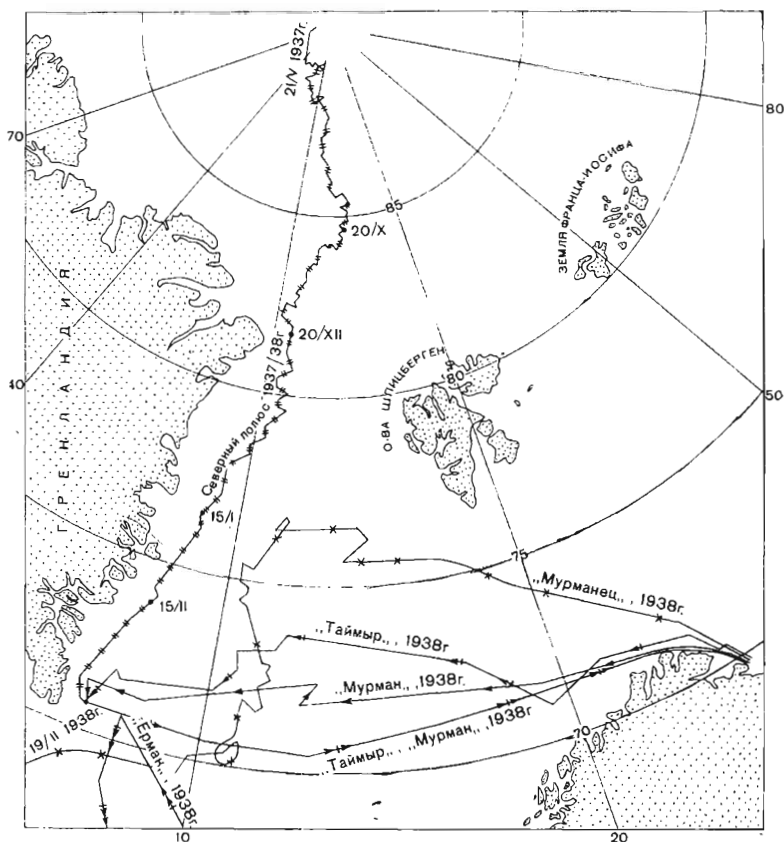 21/V 1937г.
70
80
85
ЗЕМЛЯ ФРАНЦА-ИОСИФА
20/X
20/XII
ГРЕНЛАНДИЯ
О-ВА ШПИЦБЕРГЕН
80
40
50
Северный полюс 1937/38г
15/I
75
„Мурманец„, 1938г.
15/II
„Таймыр„, 1938г
„Мурман„, 1938г.
19/II 1938г.
„Ерман„, 1938г
70
„Таймыр„, „Мурман„, 1938г
10
20